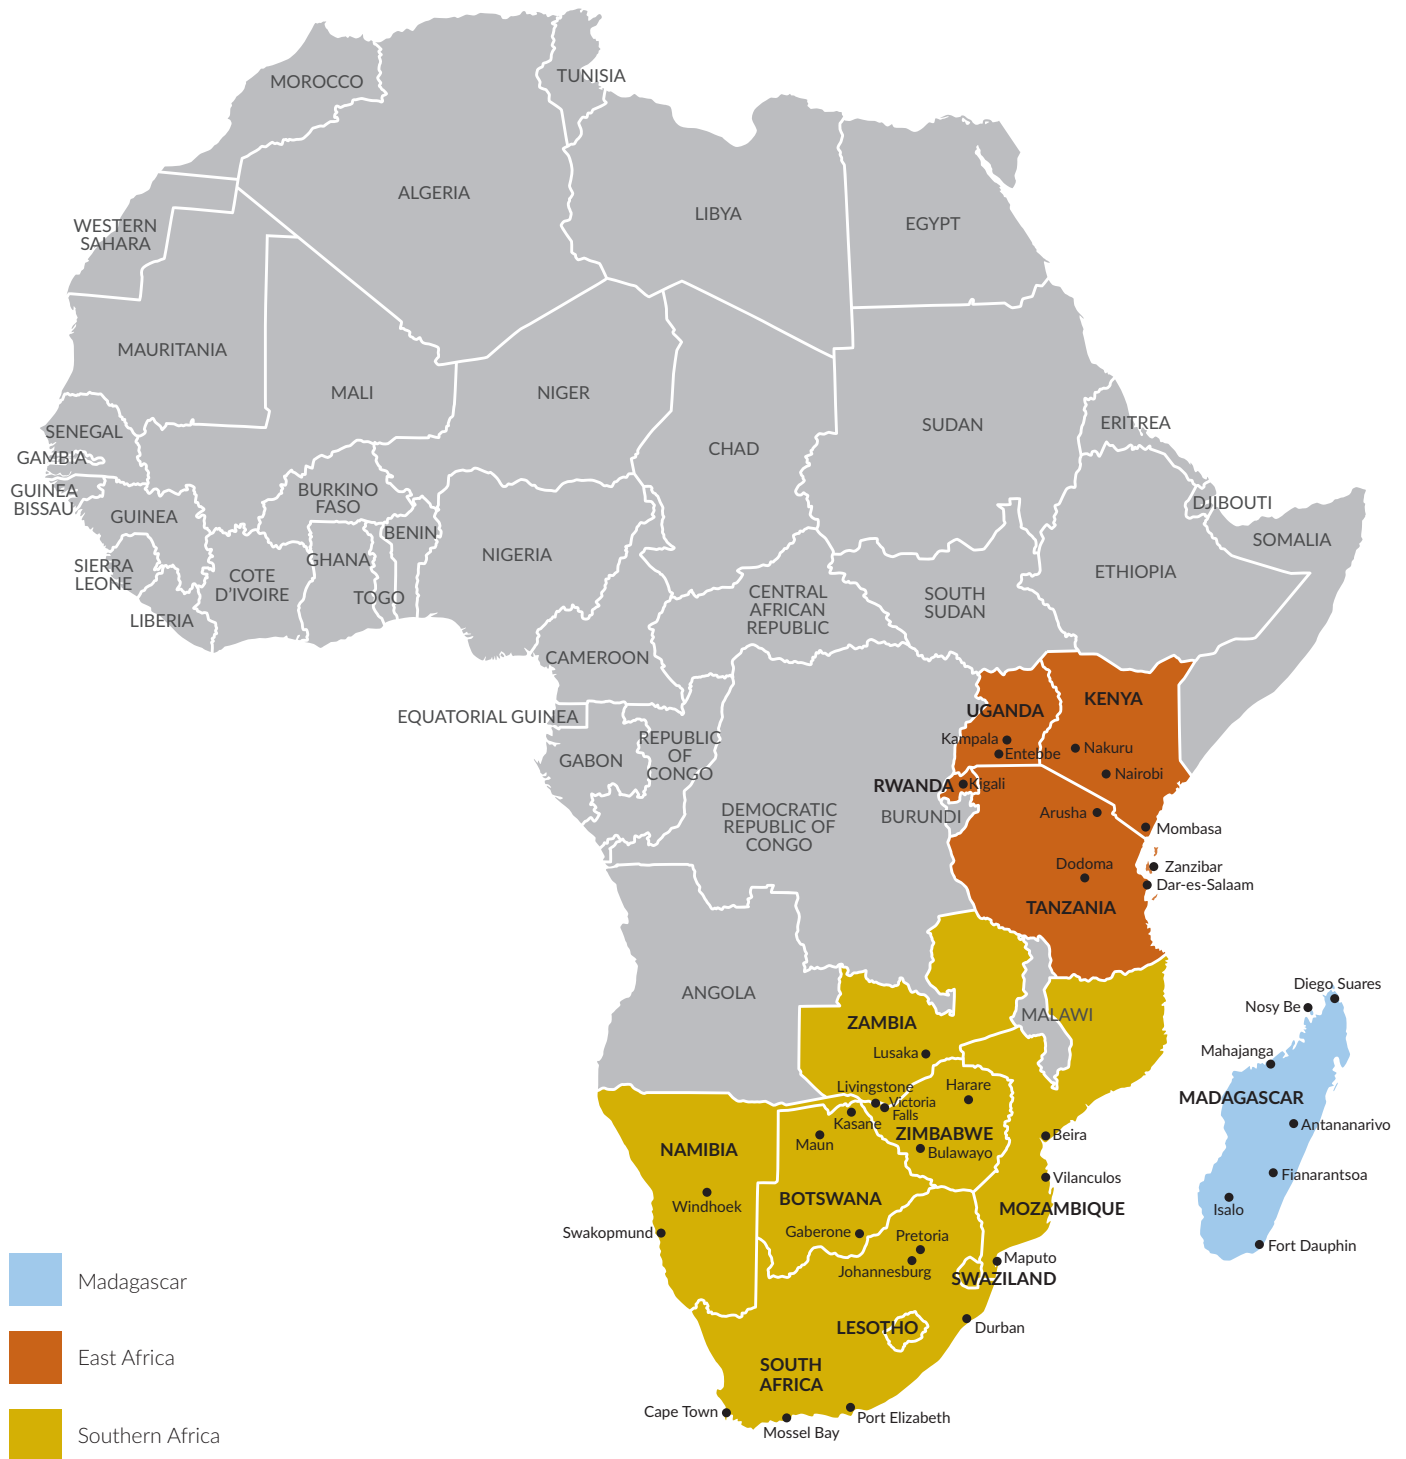 MOROCCO
TUNISIA
ALGERIA
LIBYA
EGYPT
WESTERN
SAHARA
MAURITANIA
MALI
NIGER
CHAD
SUDAN
ERITREA
SENEGAL
GAMBIA
GUINEA
BISSAU
GUINEA
BURKINO
FASO
BENIN
DJIBOUTI
SOMALIA
SIERRA
LEONE
COTE
D'IVOIRE
GHANA
TOGO
NIGERIA
LIBERIA
CENTRAL
AFRICAN
REPUBLIC
SOUTH
SUDAN
ETHIOPIA
CAMEROON
EQUATORIAL GUINEA
GABON
REPUBLIC
OF
CONGO
DEMOCRATIC
REPUBLIC OF
CONGO
UGANDA
Kampala
Entebbe
KENYA
Nakuru
Nairobi
RWANDA
Kigali
BURUNDI
Arusha
Mombasa
Dodoma
Zanzibar
Dar-es-Salaam
TANZANIA
ANGOLA
ZAMBIA
Lusaka
MALAWI
Diego Suares
Nosy Be
Mahajanga
MADAGASCAR
Antananarivo
Fianarantsoa
Isalo
Fort Dauphin
Livingstone
Victoria
Falls
Harare
Kasane
Maun
ZIMBABWE
Bulawayo
Beira
Vilanculos
MOZAMBIQUE
NAMIBIA
Windhoek
Swakopmund
BOTSWANA
Gaberone
Pretoria
Johannesburg
Maputo
SWAZILAND
LESOTHO
Durban
SOUTH
AFRICA
Cape Town
Mossel Bay
Port Elizabeth
Madagascar
East Africa
Southern Africa